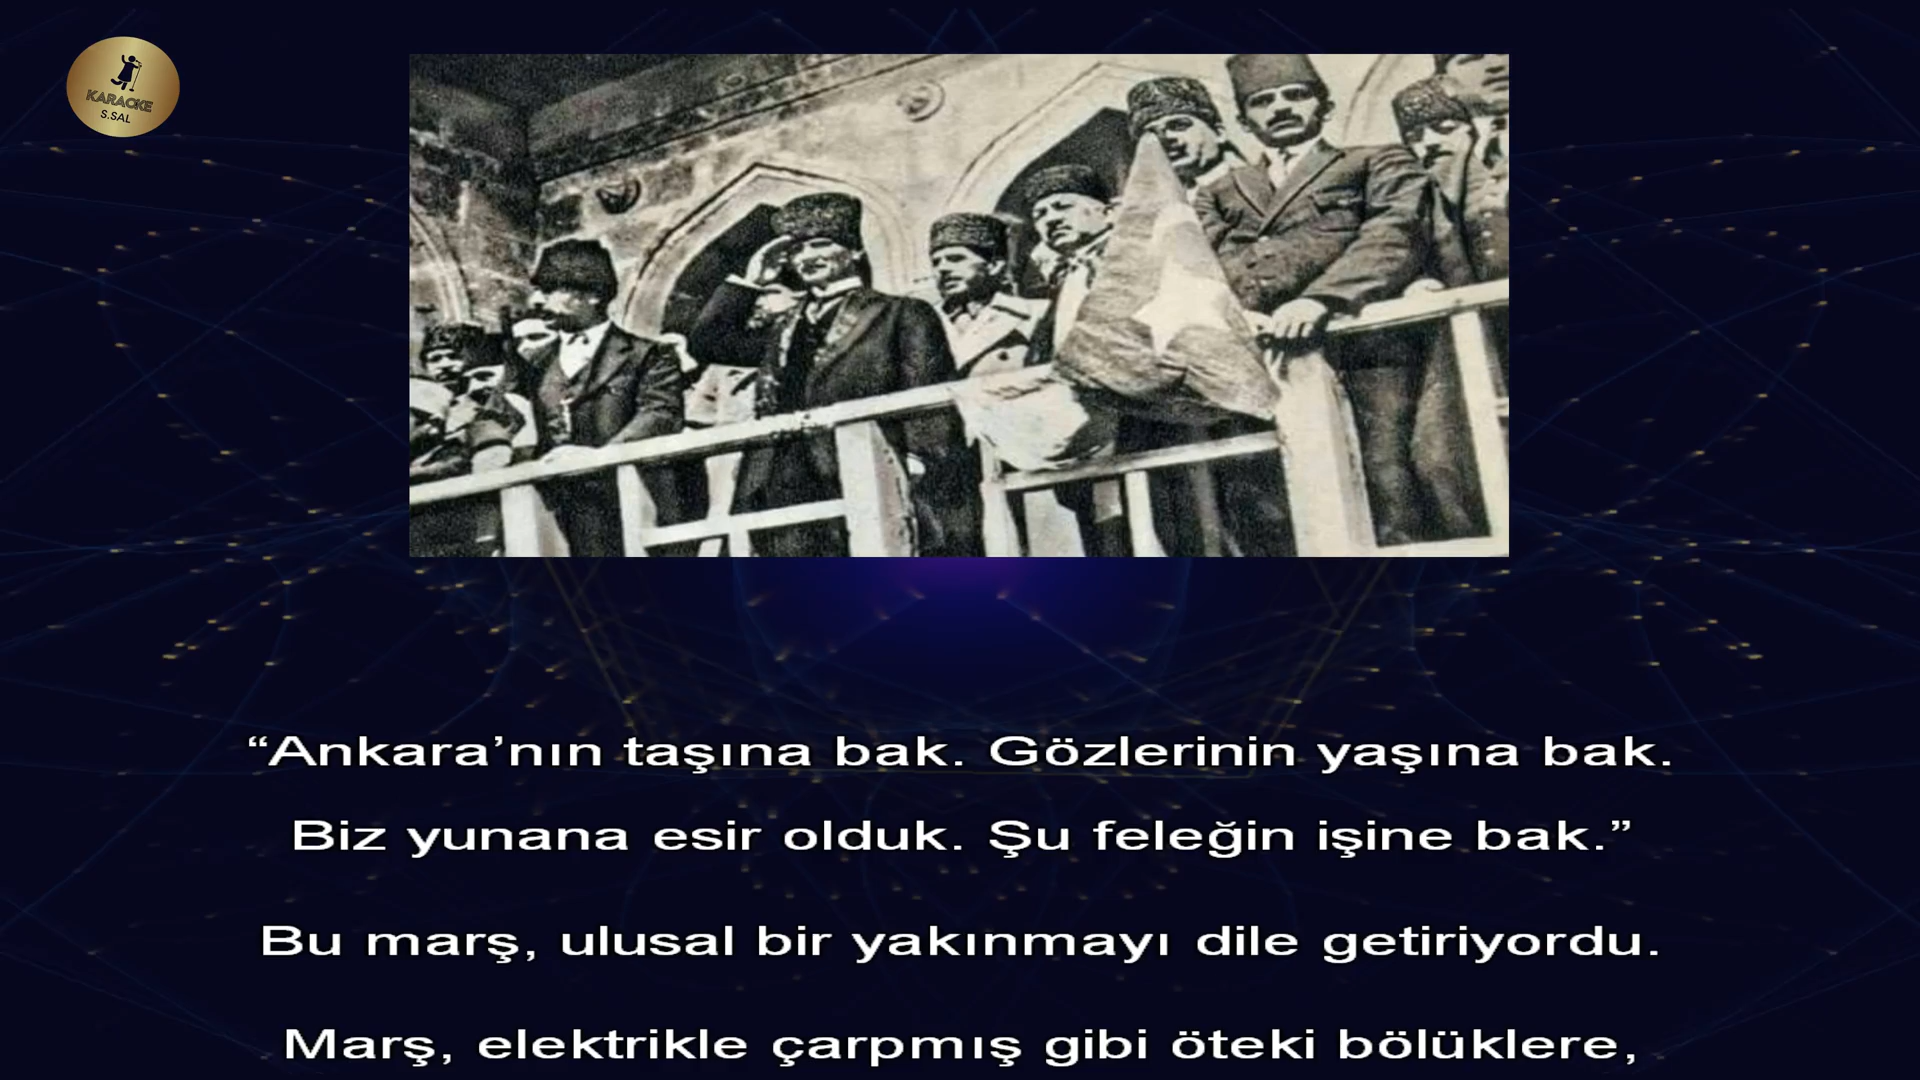 KARAOKE
S.SAL
“Ankara’nın taşına bak. Gözlerinin yaşına bak.
Biz yunana esir olduk. Şu feleğin işine bak.”
Bu marş, ulusal bir yakınmayı dile getiriyordu.
Marş, elektrikle çarpmış gibi öteki bölüklere,